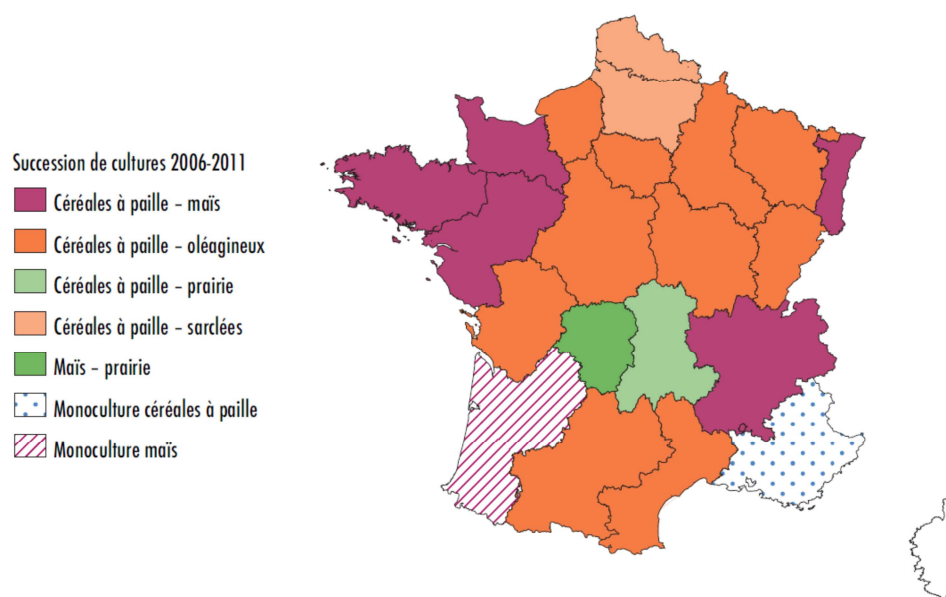 Succession de cultures 2006-2011
Céréales à paille – maïs
Céréales à paille – oléagineux
Céréales à paille – prairie
Céréales à paille – sarclées
Maïs – prairie
Monoculture céréales à paille
Monoculture maïs